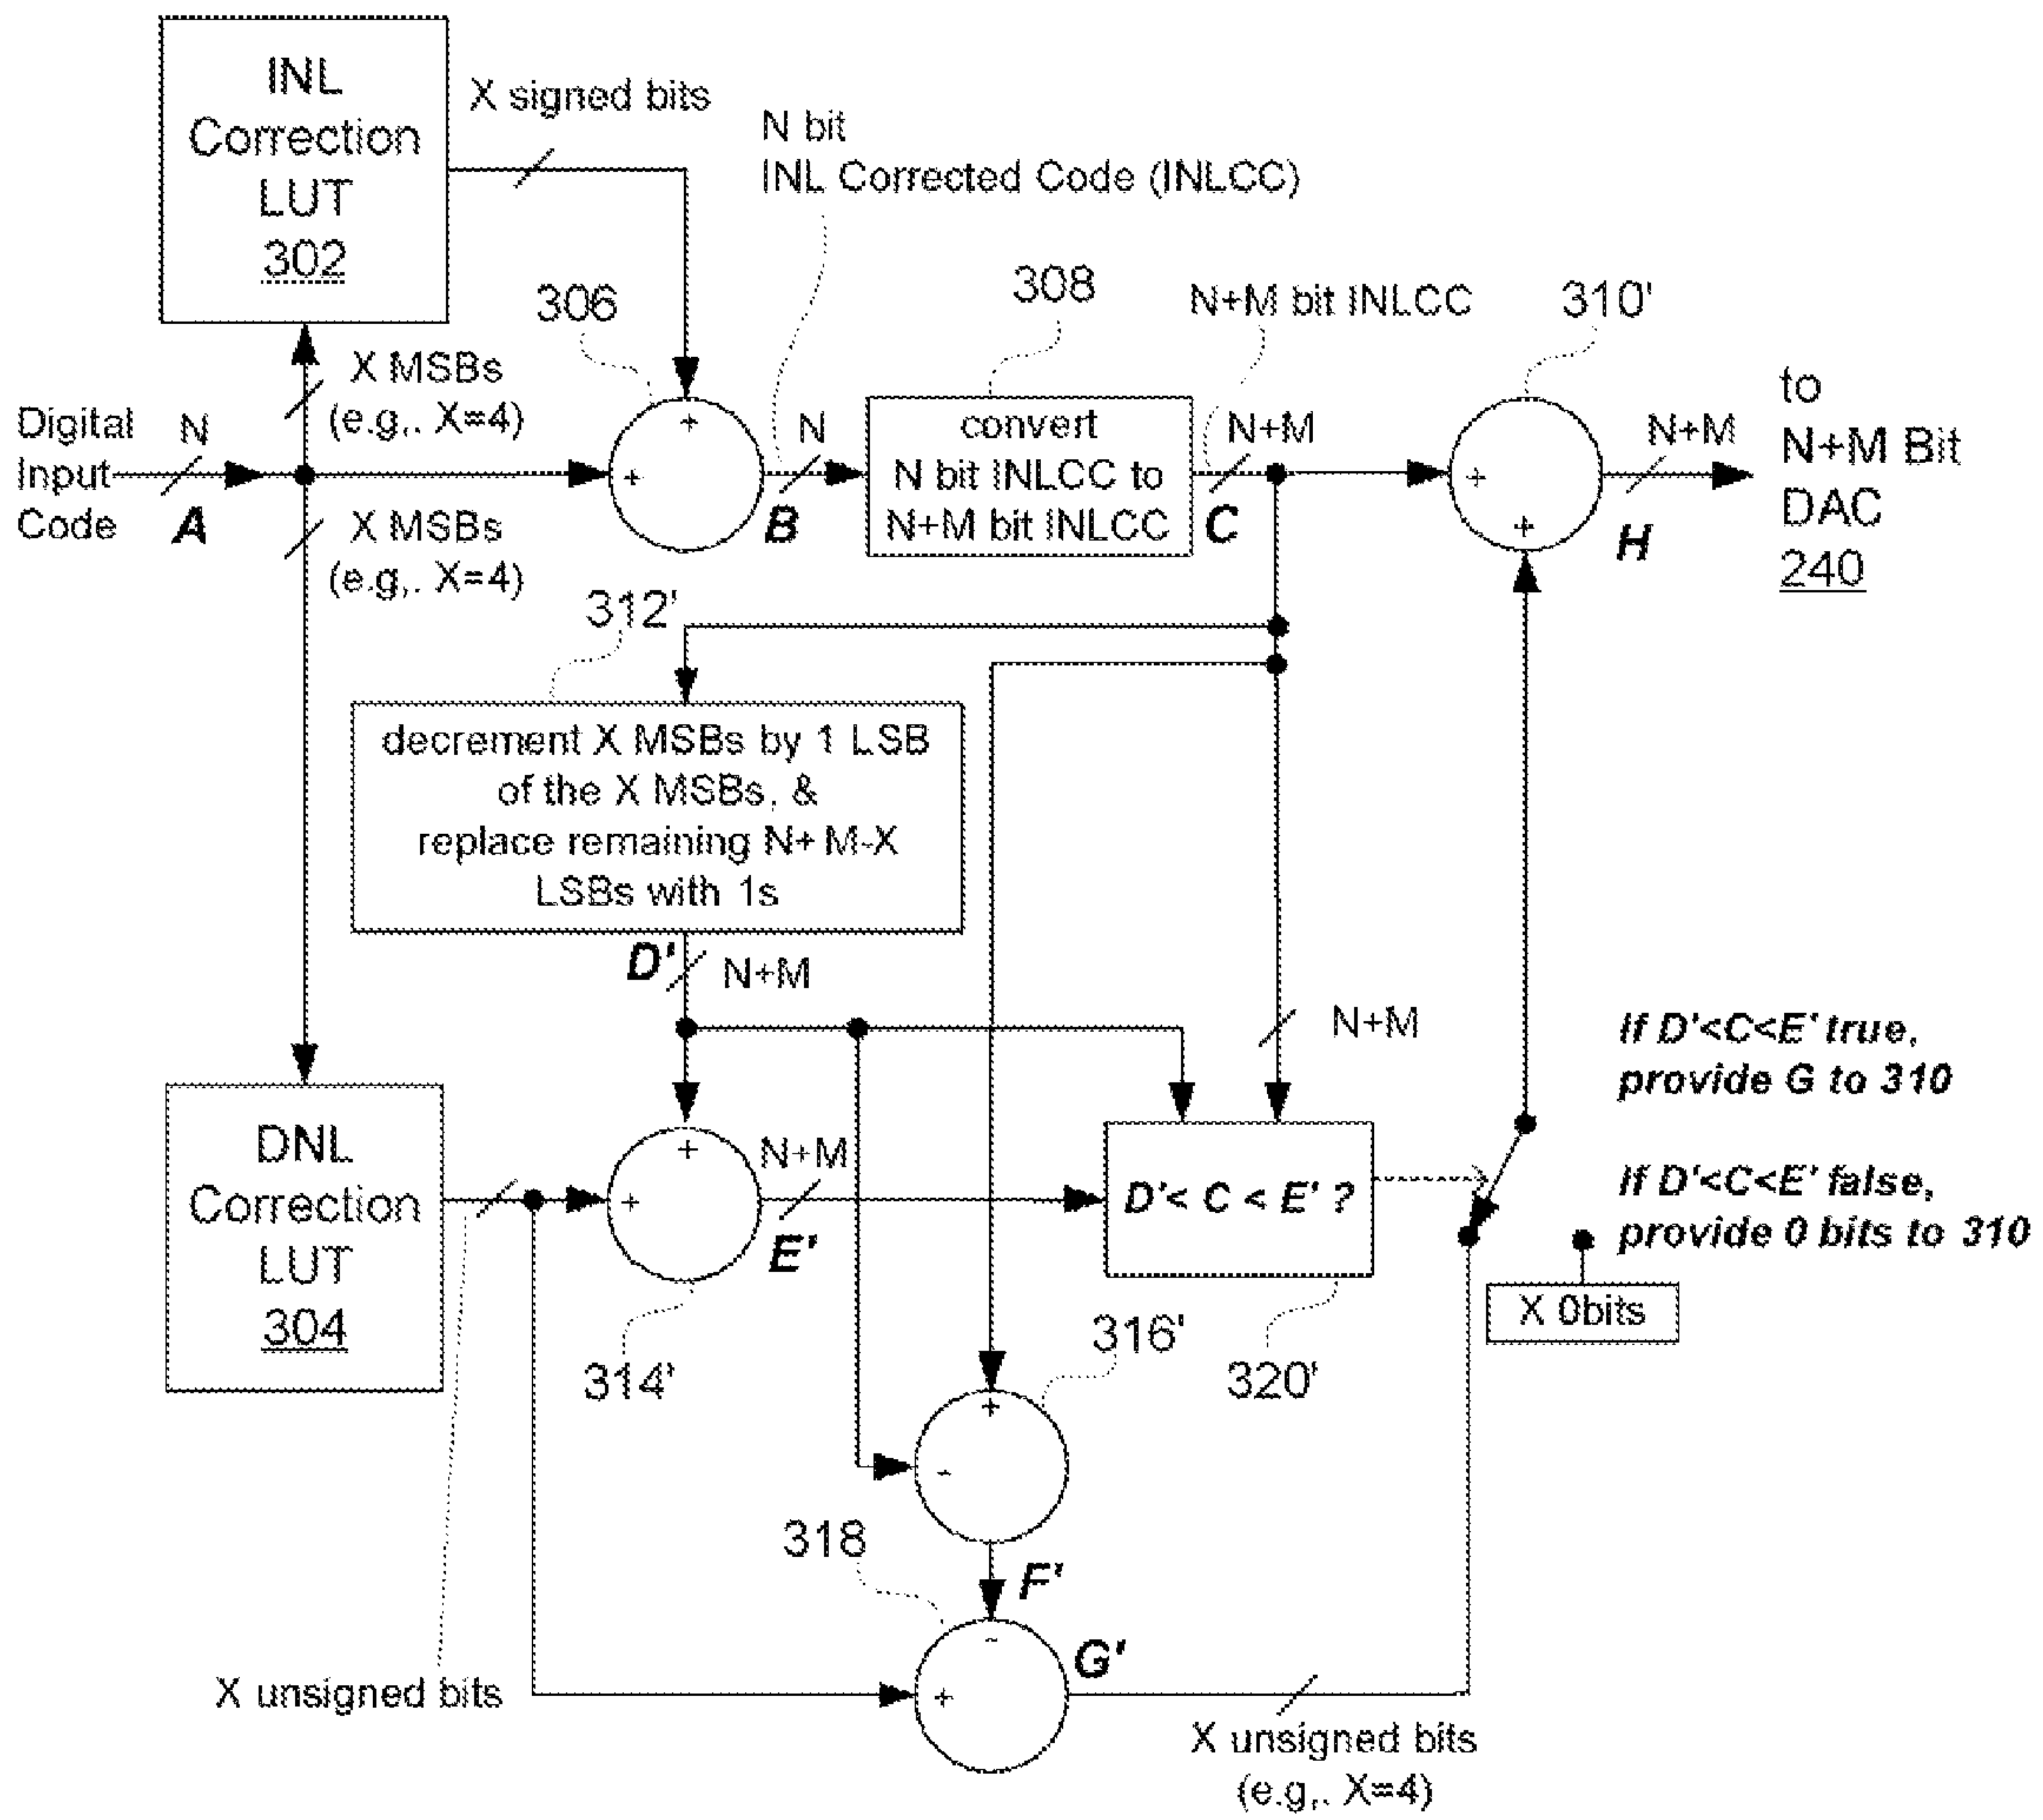 INL
Correction
LUT
302
X signed bits
N bit
INL Corrected Code (INLCC)
306
308
N+M bit INLCC
310'
X MSBs
(e.g,. X=4)
Digital
Input
Code
N
A
X MSBs
(e.g,. X=4)
+
+
B
N
convert
N bit INLCC to
N+M bit INLCC
C
N+M
+
+
H
N+M
to
N+M Bit
DAC
240
312'
decrement X MSBs by 1 LSB
of the X MSBs, &
replace remaining N+ M-X
LSBs with 1s
D'
N+M
N+M
If D'<C<E' true,
provide G to 310
If D'<C<E' false,
provide 0 bits to 310
DNL
Correction
LUT
304
+
+
N+M
E'
D'< C < E' ?
X 0bits
314'
316'
320'
+
-
318
F'
-
+
G'
X unsigned bits
X unsigned bits
(e.g,. X=4)